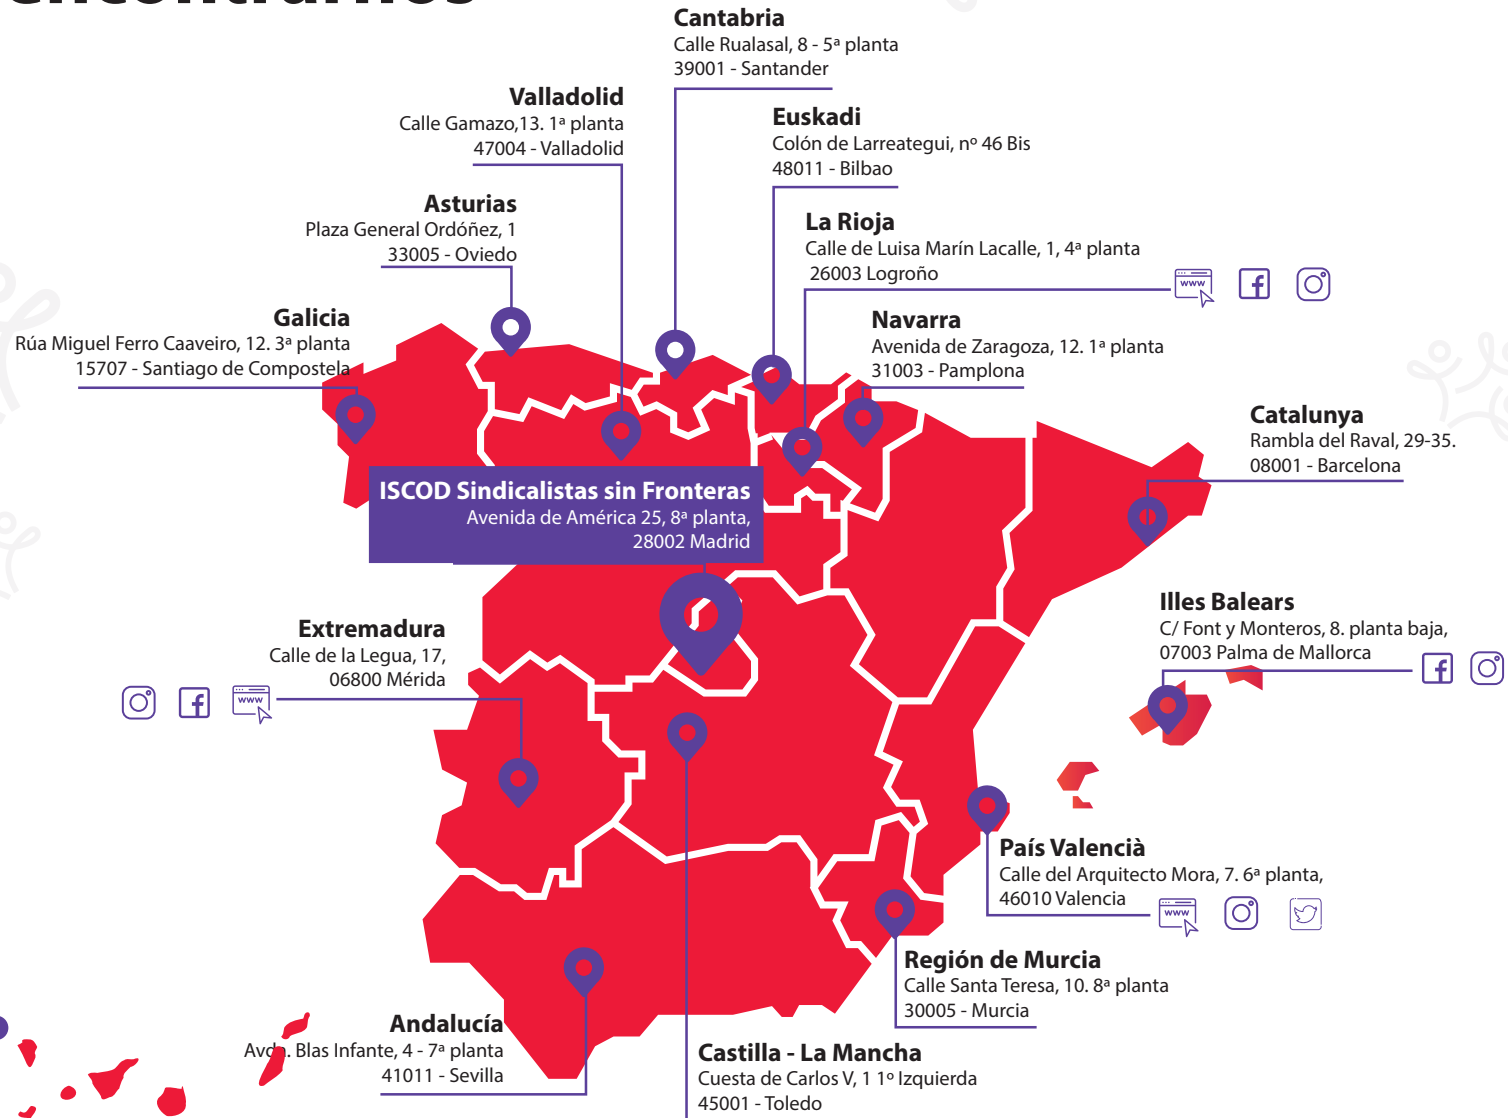 encontrarnos
Cantabria
Calle Rualasal, 8 - 5ª planta
39001 - Santander
Valladolid
Calle Gamazo,13. 1ª planta
47004 - Valladolid
Euskadi
Colón de Larreategui, nº 46 Bis
48011 - Bilbao
Asturias
Plaza General Ordóñez, 1
33005 - Oviedo
La Rioja
Calle de Luisa Marín Lacalle, 1, 4ª planta
26003 Logroño
www
Galicia
Rúa Miguel Ferro Caaveiro, 12. 3ª planta
15707 - Santiago de Compostela
Navarra
Avenida de Zaragoza, 12. 1ª planta
31003 - Pamplona
Catalunya
Rambla del Raval, 29-35.
08001 - Barcelona
ISCOD Sindicalistas sin Fronteras
Avenida de América 25, 8ª planta,
28002 Madrid
Illes Balears
C/ Font y Monteros, 8. planta baja,
07003 Palma de Mallorca
Extremadura
Calle de la Legua, 17,
06800 Mérida
www
País Valencià
Calle del Arquitecto Mora, 7. 6ª planta,
46010 Valencia
www
Región de Murcia
Calle Santa Teresa, 10. 8ª planta
30005 - Murcia
Andalucía
Avda. Blas Infante, 4 - 7ª planta
41011 - Sevilla
Castilla - La Mancha
Cuesta de Carlos V, 1 1º Izquierda
45001 - Toledo